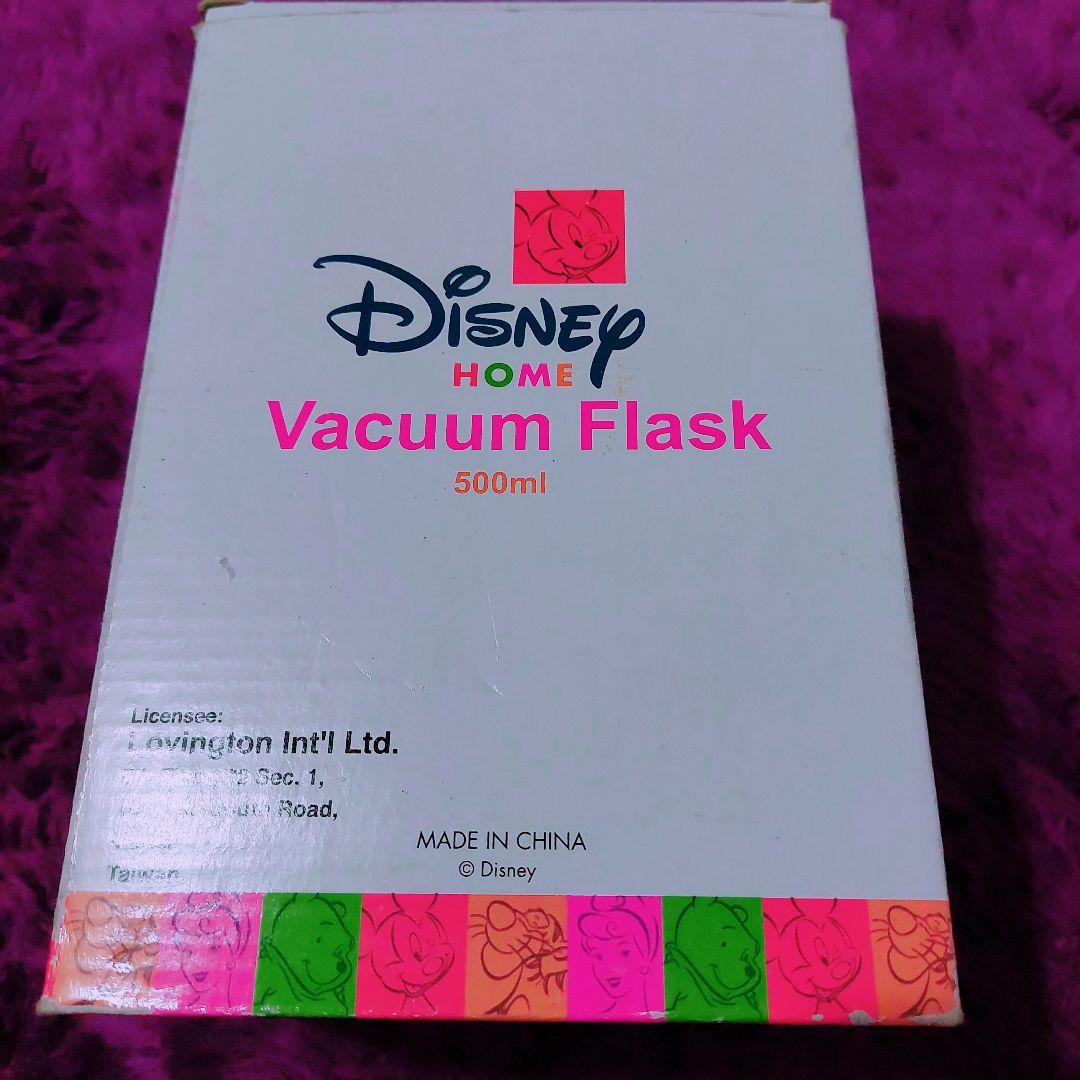 Disney
HOME
Vacuum Flask
500ml
Licensee:
Lovington Int'l Ltd.
Sec. 1,
Road,
Taiwan
MADE IN CHINA
© Disney